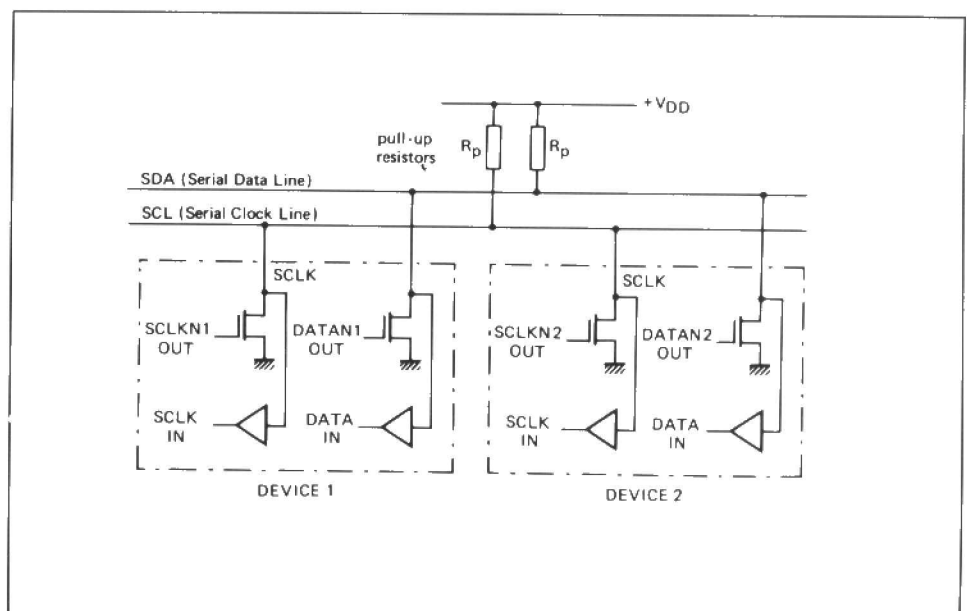 +VDD
pull-up
resistors
Rp
Rp
SDA (Serial Data Line)
SCL (Serial Clock Line)
SCLK
SCLK
SCLKN1
OUT
DATAN1
OUT
SCLKN2
OUT
DATAN2
OUT
SCLK
IN
DATA
IN
SCLK
IN
DATA
IN
DEVICE 1
DEVICE 2